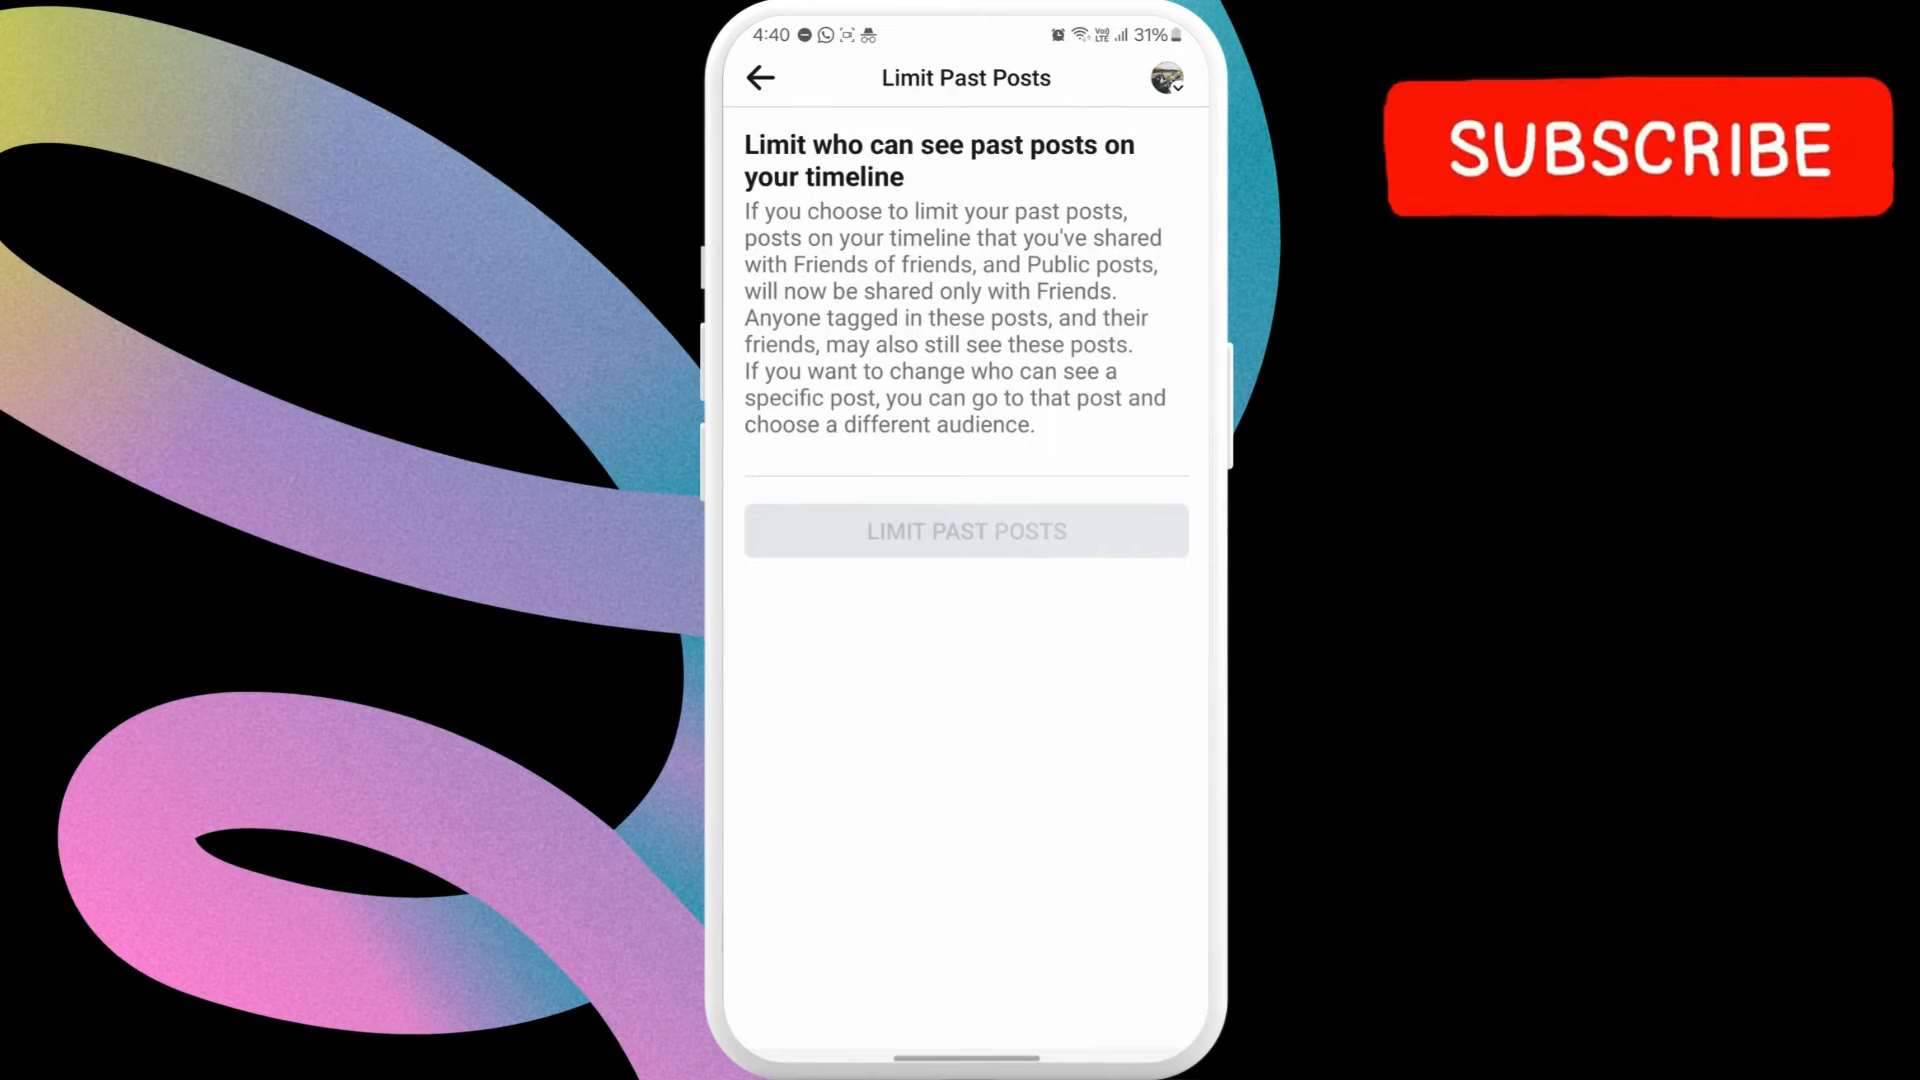 4:40
Voj) LTE
31%
Limit Past Posts
SUBSCRIBE
Limit who can see past posts on
your timeline
If you choose to limit your past posts,
posts on your timeline that you've shared
with Friends of friends, and Public posts,
will now be shared only with Friends.
Anyone tagged in these posts, and their
friends, may also still see these posts.
If you want to change who can see a
specific post, you can go to that post and
choose a different audience.
LIMIT PAST POSTS